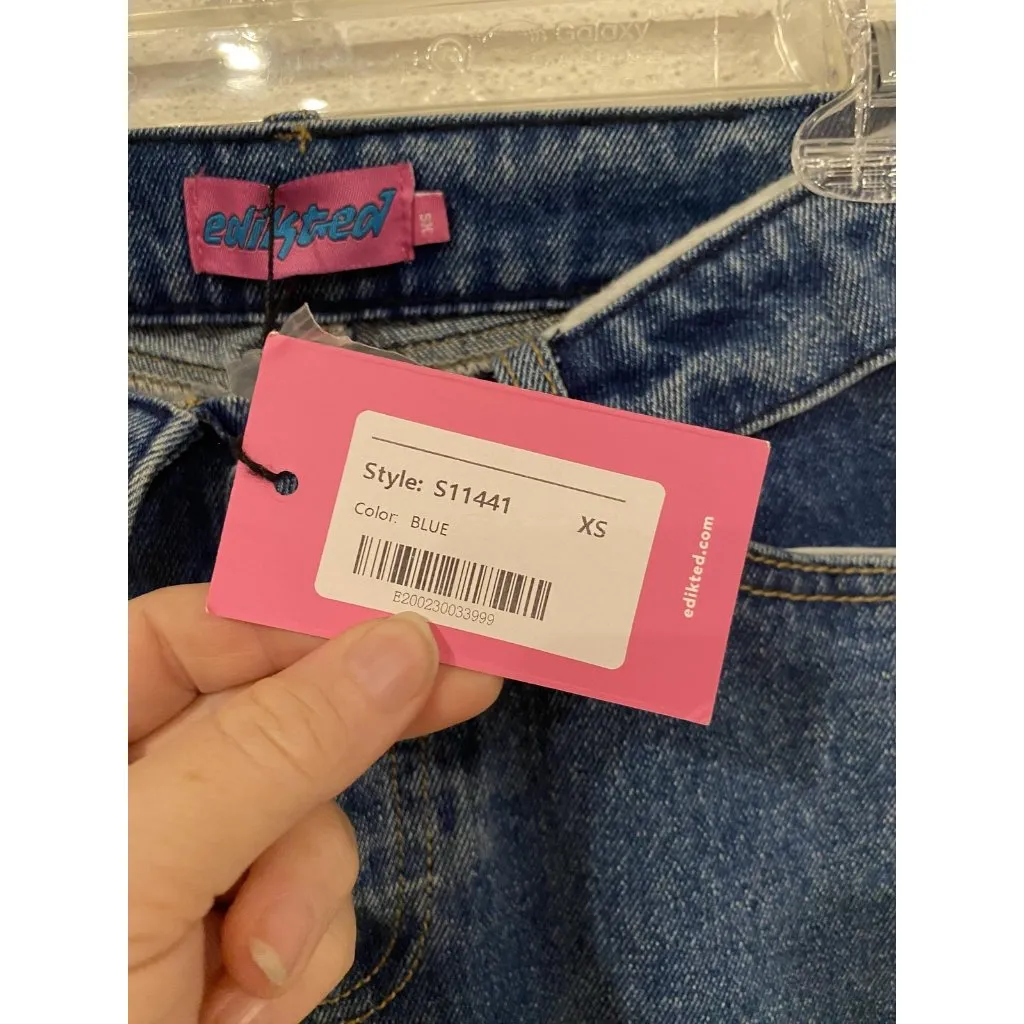 Galaxy
edikted
XS
Style: S11441
XS
Color: BLUE
E200230033999
edikted.com